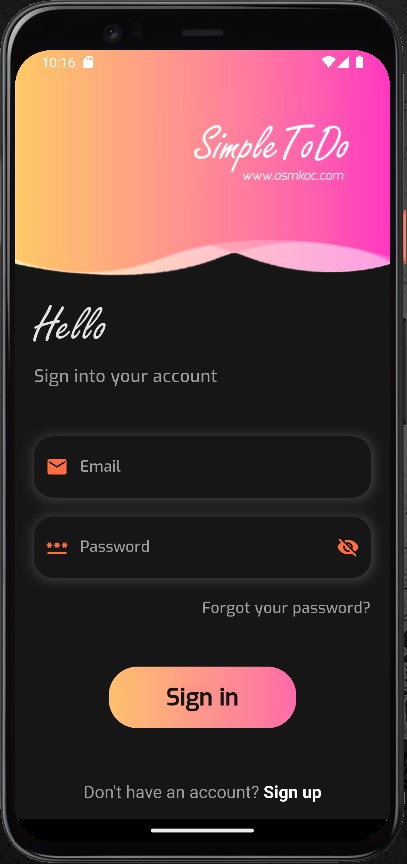 10:16
SimpleToDo
www.osmkoc.com
Hello
Sign into your account
Email
Password
Forgot your password?
Sign in
Don't have an account? Sign up